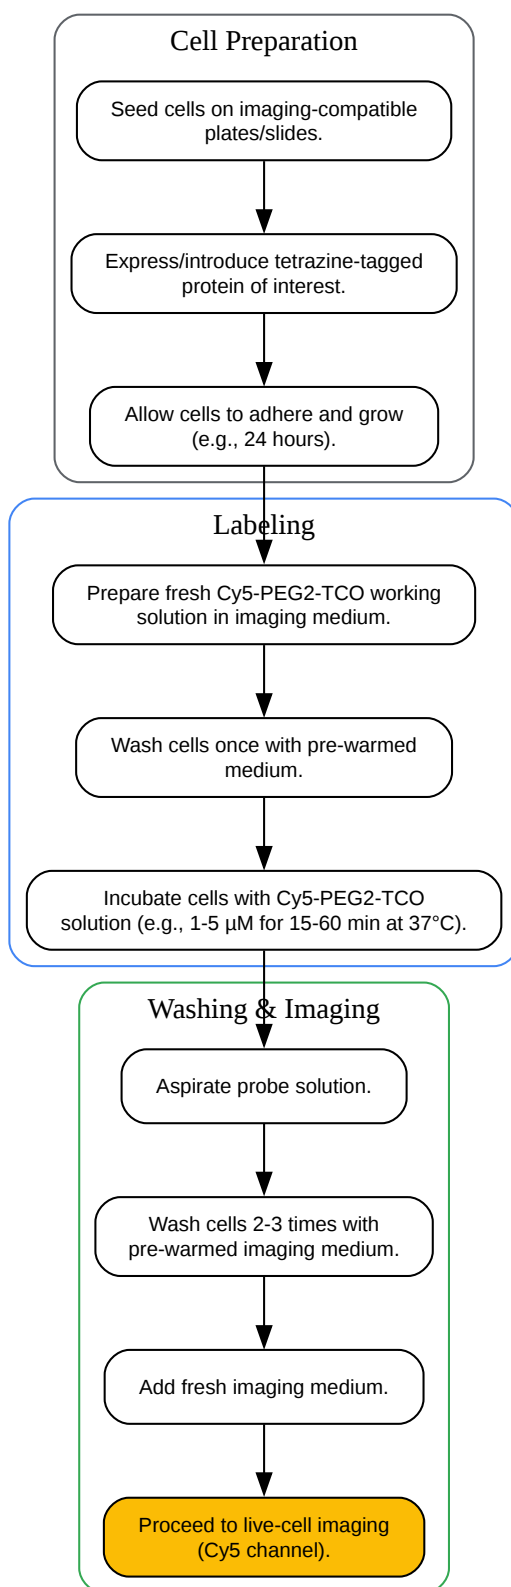 Cell Preparation
Seed cells on imaging-compatible
plates/slides.
Express/introduce tetrazine-tagged
protein of interest.
Allow cells to adhere and grow
(e.g., 24 hours).
Labeling
Prepare fresh Cy5-PEG2-TCO working
solution in imaging medium.
Wash cells once with pre-warmed
medium.
Incubate cells with Cy5-PEG2-TCO
solution (e.g., 1-5 µM for 15-60 min at 37°C).
Washing & Imaging
Aspirate probe solution.
Wash cells 2-3 times with
pre-warmed imaging medium.
Add fresh imaging medium.
Proceed to live-cell imaging
(Cy5 channel).